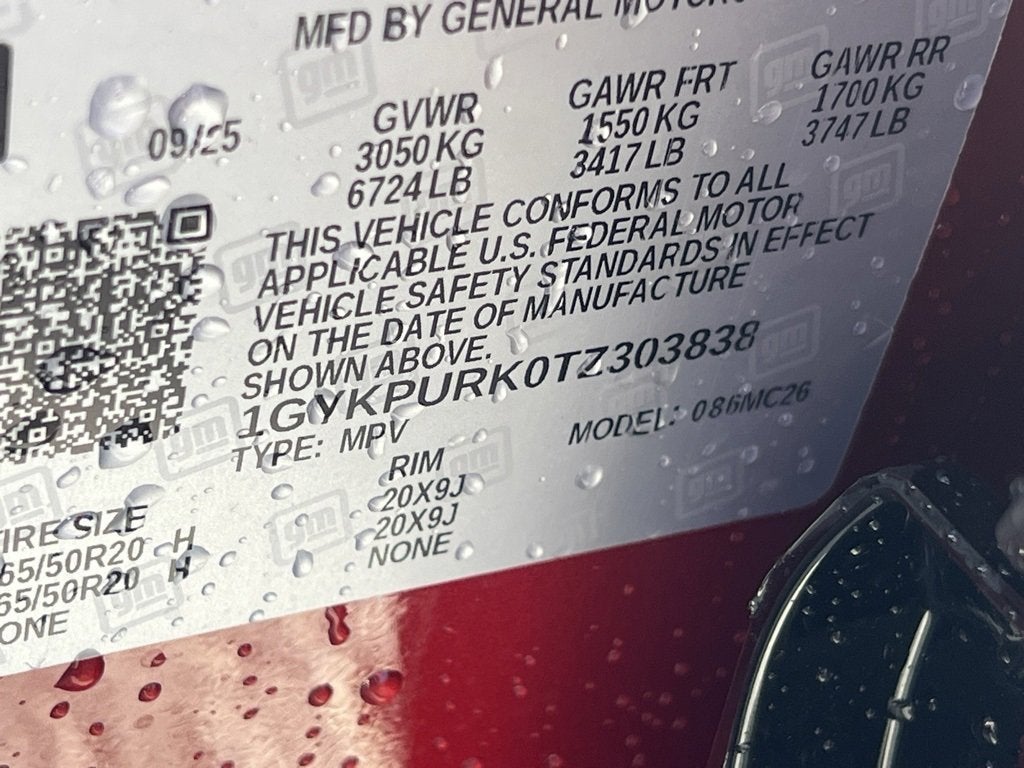 MFD BY GENERAL MOTORS
09/25
GVWR
3050 KG
6724 LB
GAWR FRT
1550 KG
3417 LB
GAWR RR
1700 KG
3747 LB
THIS VEHICLE CONFORMS TO ALL
APPLICABLE U.S. FEDERAL MOTOR
VEHICLE SAFETY STANDARDS IN EFFECT
ON THE DATE OF MANUFACTURE
SHOWN ABOVE.
1GYKPURK0TZ303838
TYPE: MPV
MODEL: 086MC26
IRE SIZE
65/50R20 H
65/50R20 H
ONE
RIM
20X9J
20X9J
NONE
gm